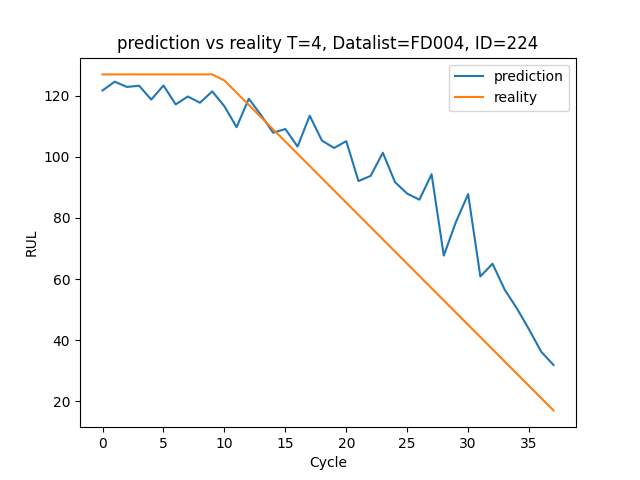 prediction vs reality T=4, Datalist=FD004, ID=224
prediction
reality
RUL
120
100
80
60
40
20
0 5 10 15 20 25 30 35
Cycle